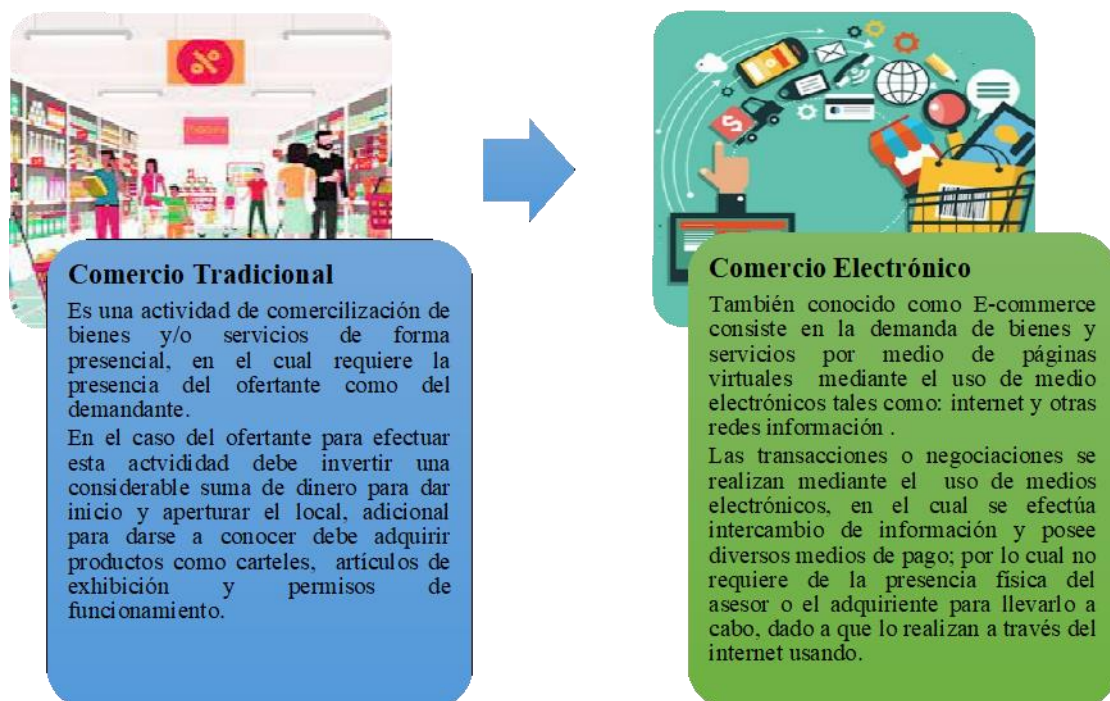 Comercio Tradicional
Es una actividad de comercilización de
bienes y/o servicios de forma
presencial, en el cual requiere la
presencia del ofertante como del
demandante.
En el caso del ofertante para efectuar
esta actvididad debe invertir una
considerable suma de dinero para dar
inicio y aperturar el local, adicional
para darse a conocer debe adquirir
productos como carteles, artículos de
exhibición y permisos de
funcionamiento.
Comercio Electrónico
También conocido como E-commerce
consiste en la demanda de bienes y
servicios por medio de páginas
virtuales mediante el uso de medio
electrónicos tales como: internet y otras
redes información .
Las transacciones o negociaciones se
realizan mediante el uso de medios
electrónicos, en el cual se efectúa
intercambio de información y posee
diversos medios de pago; por lo cual no
requiere de la presencia física del
asesor o el adquiriente para llevarlo a
cabo, dado a que lo realizan a través del
internet usando.